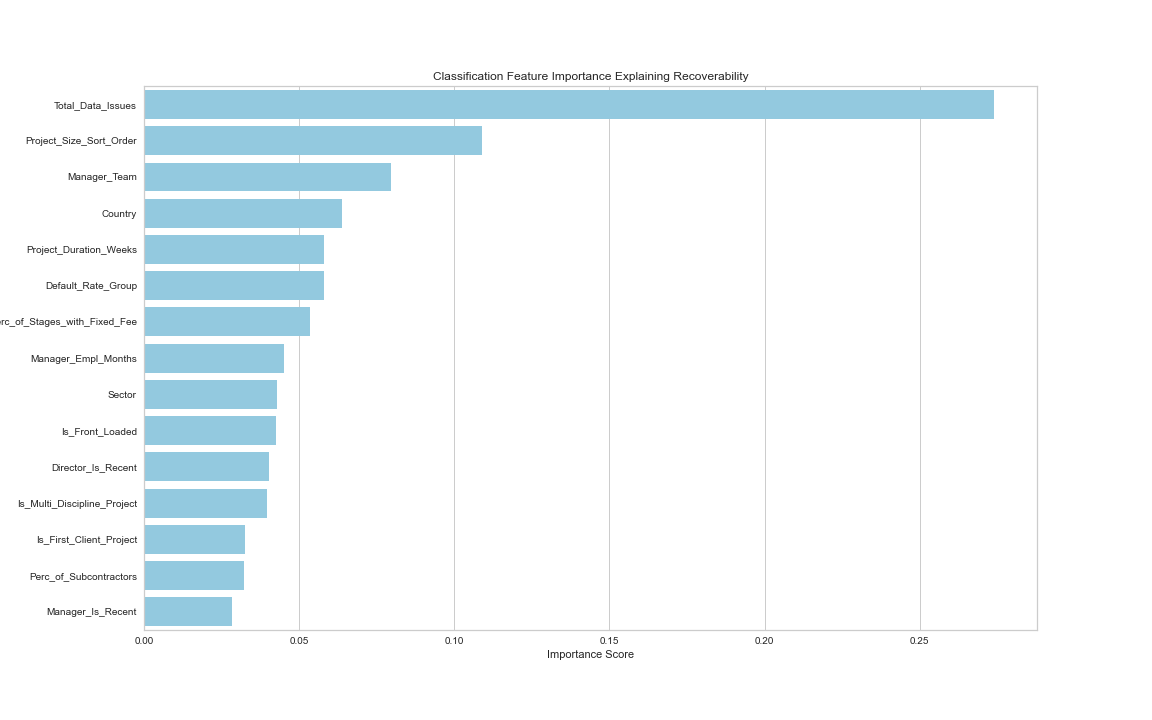 Classification Feature Importance Explaining Recoverability
Total_Data_Issues
Project_Size_Sort_Order
Manager_Team
Country
Project_Duration_Weeks
Default_Rate_Group
erc_of_Stages_with_Fixed_Fee
Manager_Empl_Months
Sector
Is_Front_Loaded
Director_Is_Recent
Is_Multi_Discipline_Project
Is_First_Client_Project
Perc_of_Subcontractors
Manager_Is_Recent
0.00 0.05 0.10 0.15 0.20 0.25
Importance Score